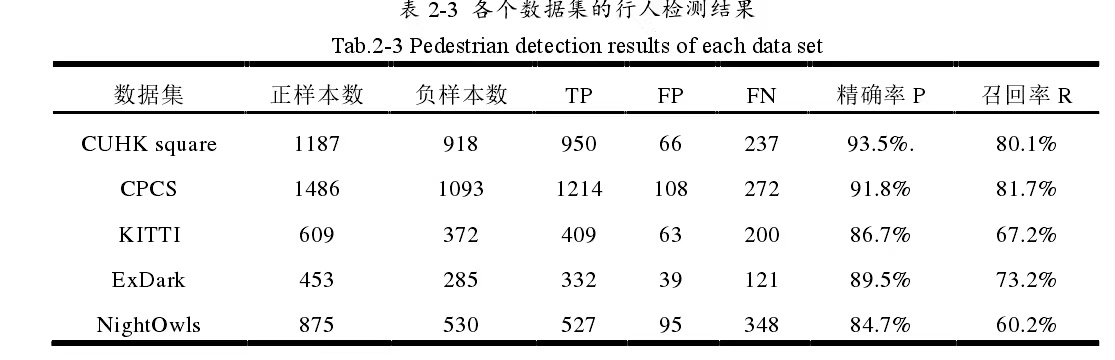 表 2-3 各个数据集的行人检测结果
Tab.2-3 Pedestrian detection results of each data set
数据集 正样本数 负样本数 TP FP FN 精确率 P 召回率 R
CUHK square 1187 918 950 66 237 93.5%. 80.1%
CPCS 1486 1093 1214 108 272 91.8% 81.7%
KITTI 609 372 409 63 200 86.7% 67.2%
ExDark 453 285 332 39 121 89.5% 73.2%
NightOwls 875 530 527 95 348 84.7% 60.2%